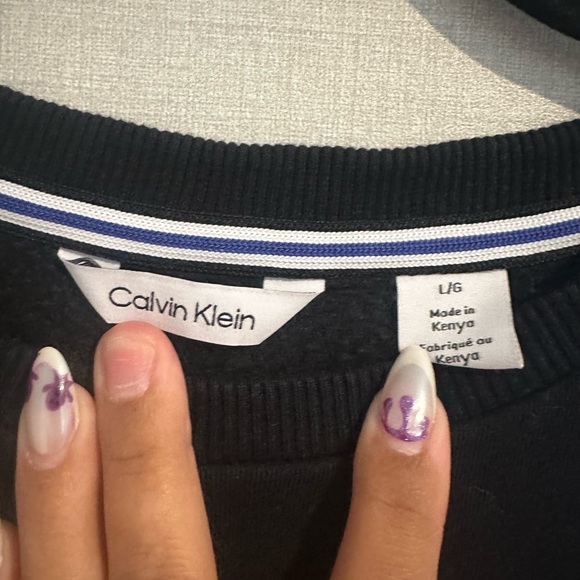 Calvin Klein
L/G
Made in
Kenya
Fabriqué au
Kenya